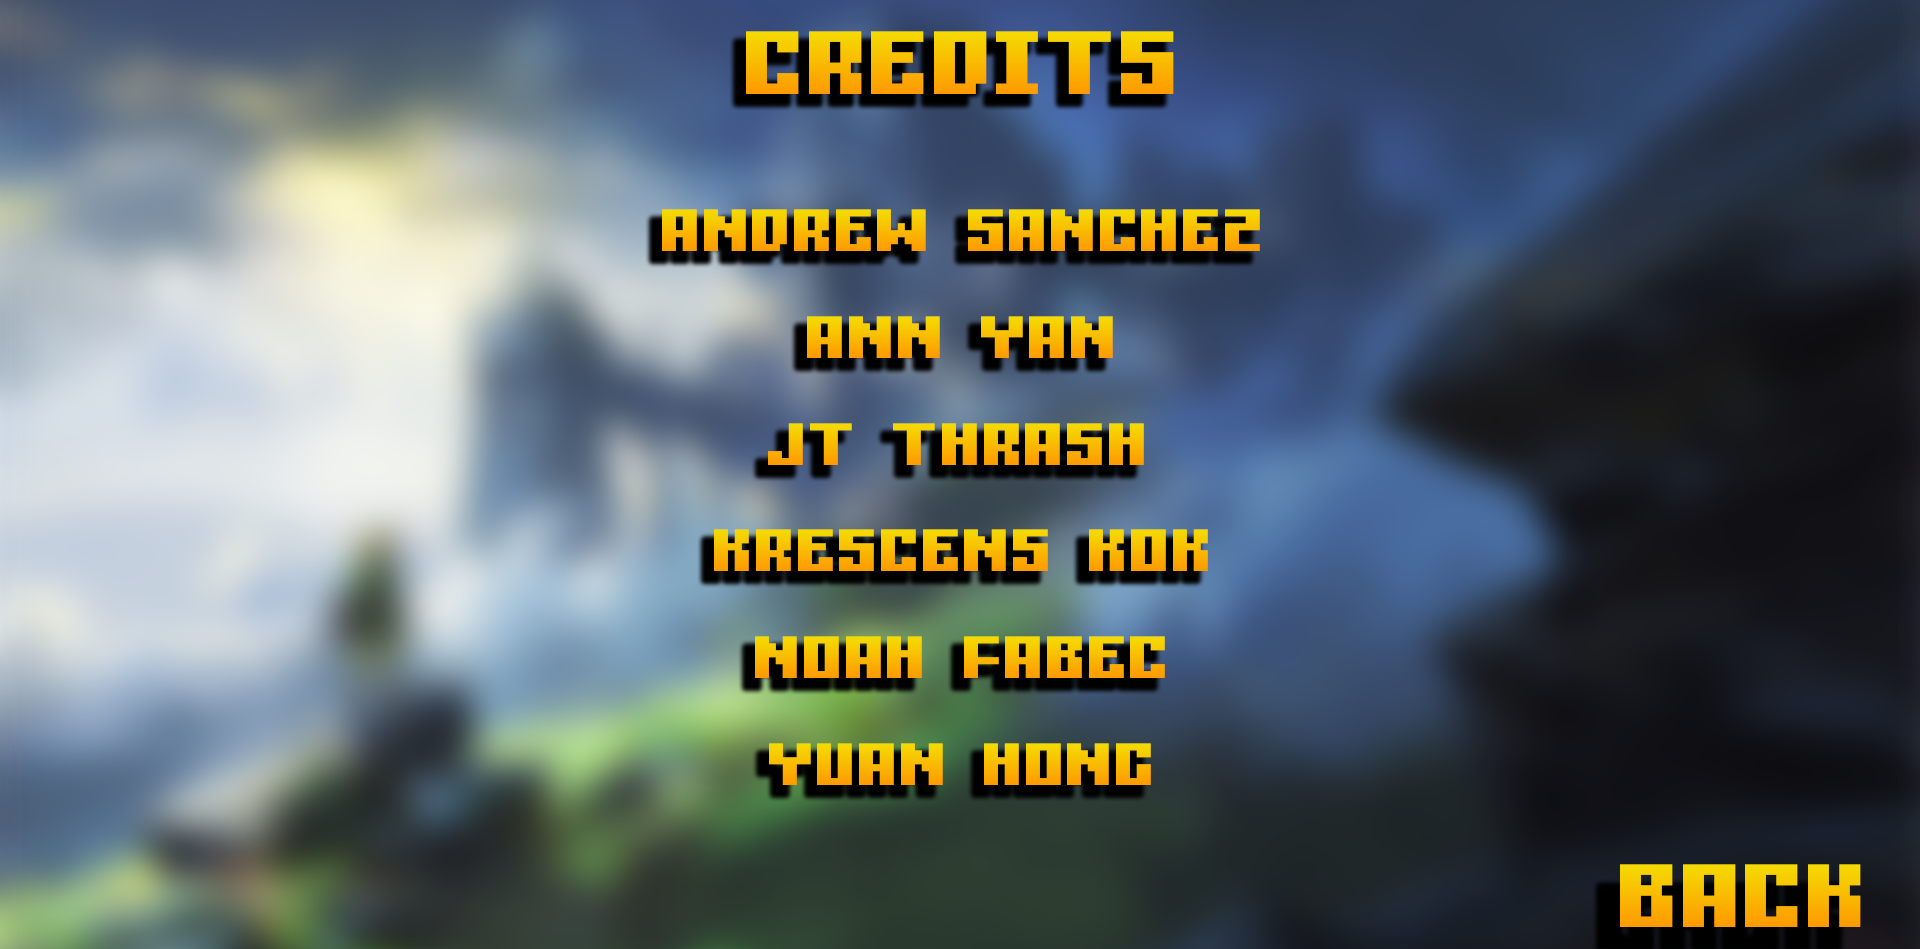 CREDITS
ANDREW SANCHEZ
ANN YAN
JT THRASH
KRESCENS KOK
NOAH FABEC
YUAN HONG
BACK